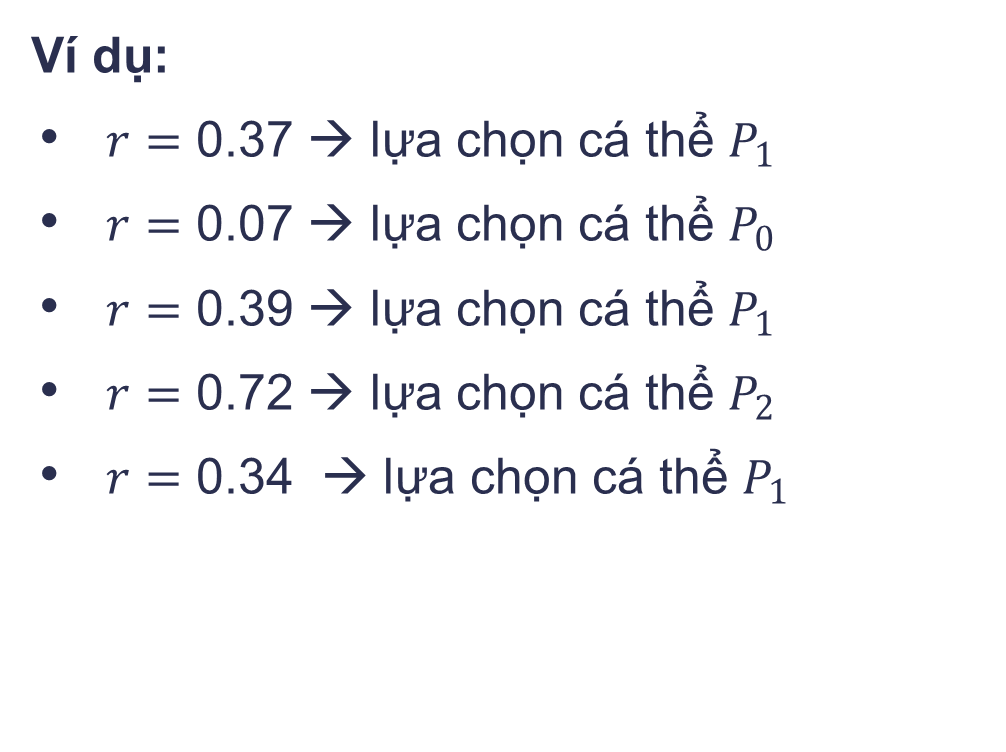 Ví dụ:
• r = 0.37 → lựa chọn cá thể P₁
• r = 0.07 → lựa chọn cá thể P₀
• r = 0.39 → lựa chọn cá thể P₁
• r = 0.72 → lựa chọn cá thể P₂
• r = 0.34 → lựa chọn cá thể P₁